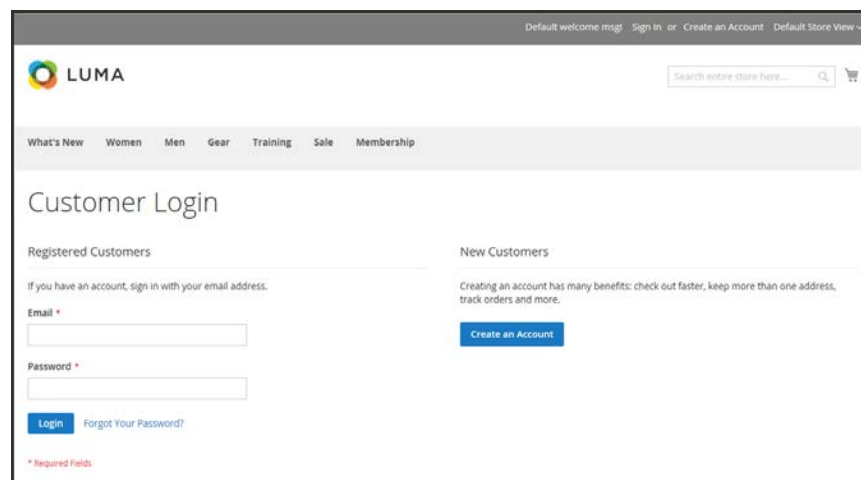 Default welcome msg! Sign In or Create an Account Default Store View
LUMA
Search entire store here...
What's New Women Men Gear Training Sale Membership
Customer Login
Registered Customers
If you have an account, sign in with your email address.
Email *
Password *
Login Forgot Your Password?
* Required Fields
New Customers
Creating an account has many benefits: check out faster, keep more than one address,
track orders and more.
Create an Account